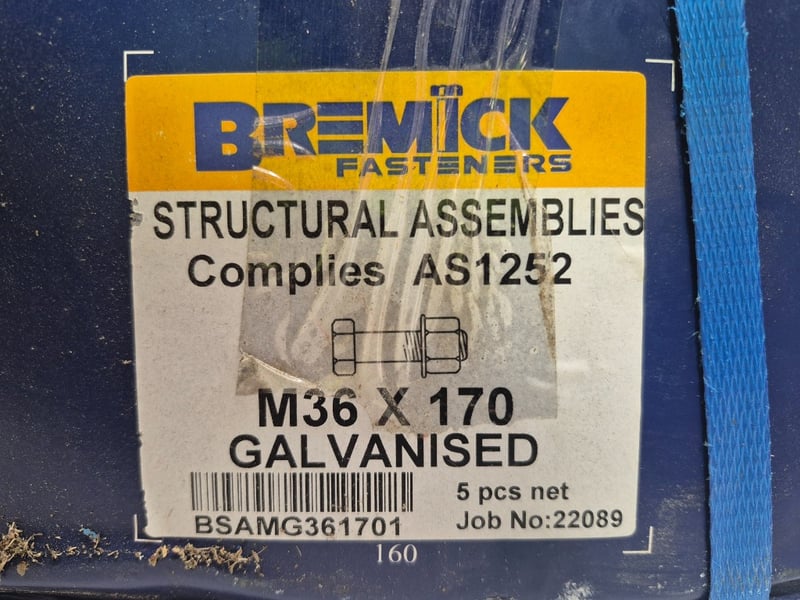 BREMICK
FASTENERS
STRUCTURAL ASSEMBLIES
Complies AS1252
M36 X 170
GALVANISED
5 pcs net
BSAMG361701
Job No:22089
160